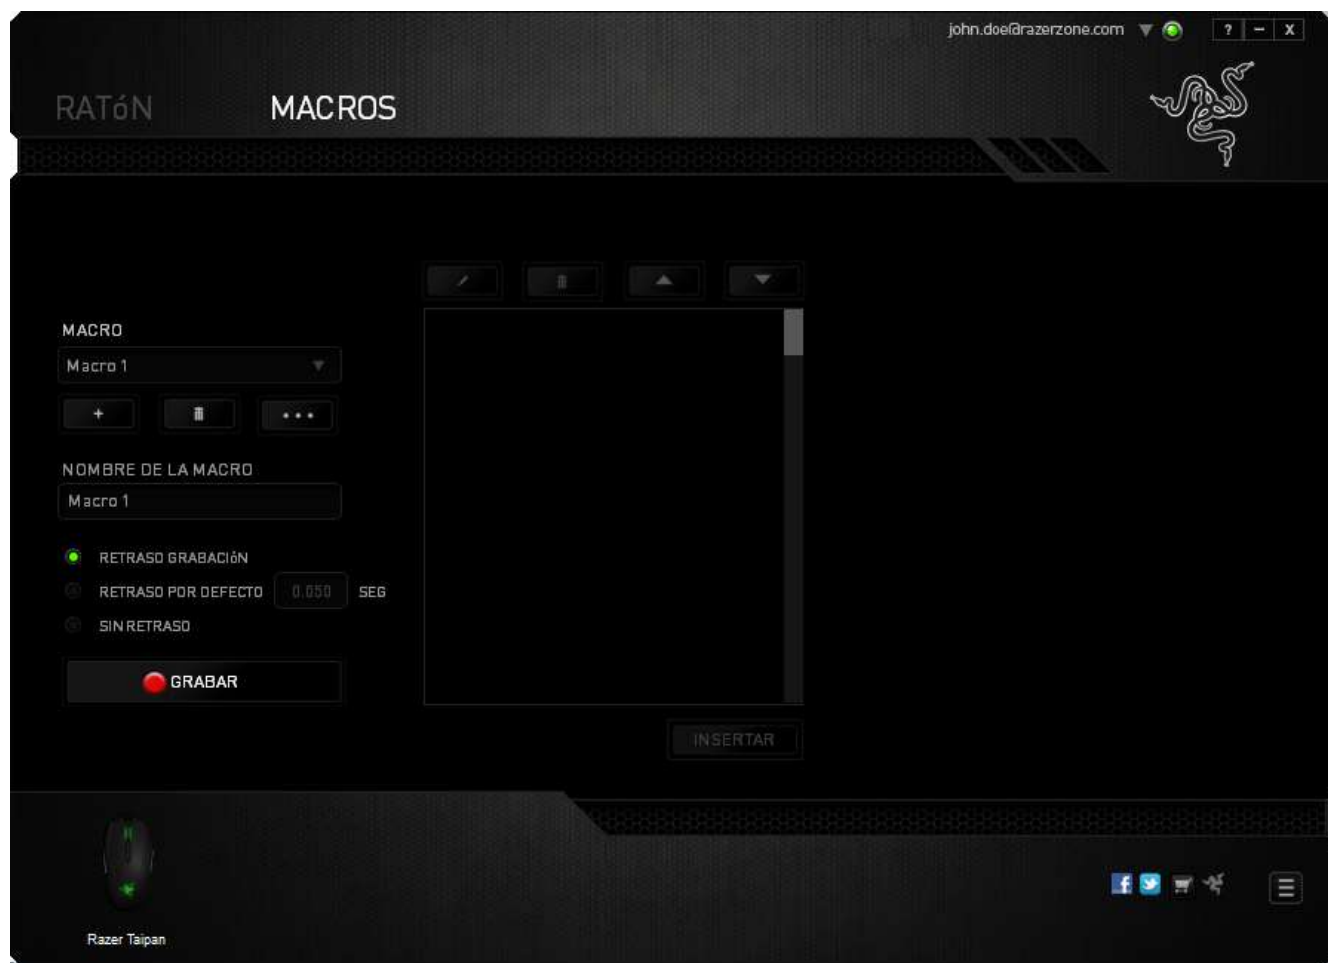 john.doe@razerzone.com
? – X
RATóN MACROS
MACRO
Macro 1
+
•••
NOMBRE DE LA MACRO
Macro 1
RETRASO GRABACIóN
RETRASO POR DEFECTO 0.050 SEG
SIN RETRASO
GRABAR
INSERTAR
Razer Taipan